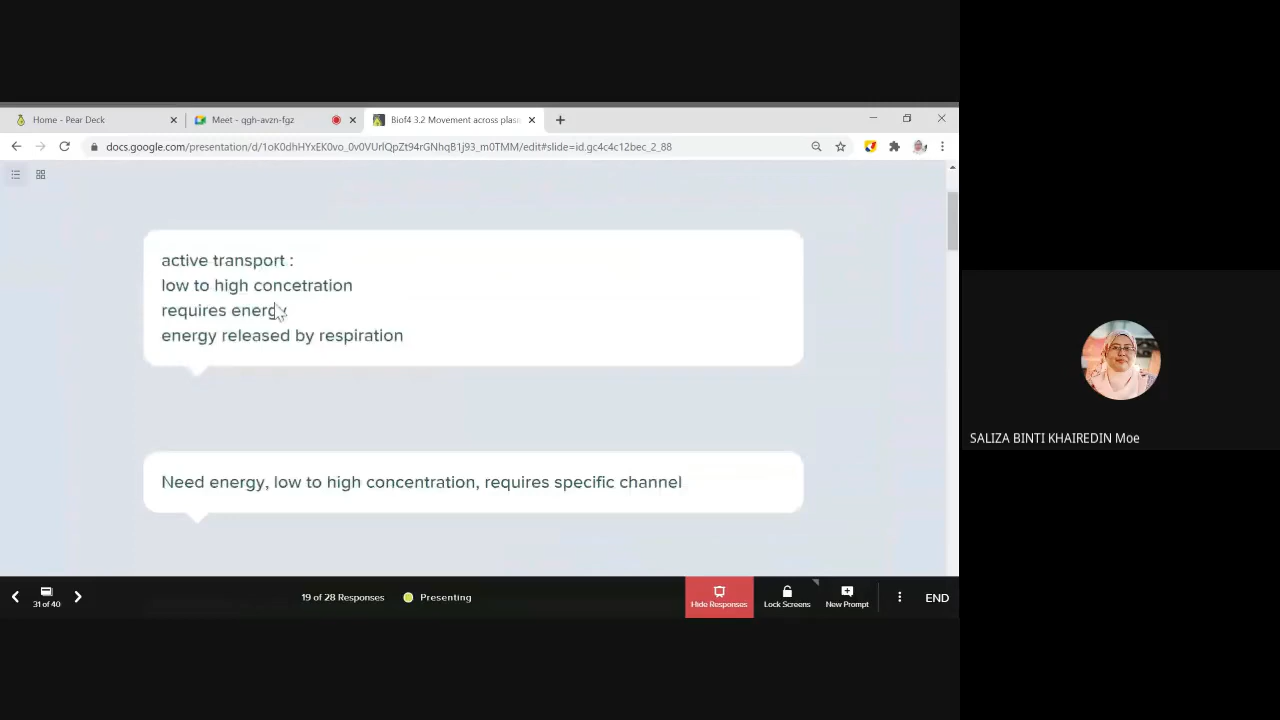 Home - Pear Deck
Meet - qgh-avzn-fgz
Biof4 3.2 Movement across plas
docs.google.com/presentation/d/1oK0dhHYxEK0vo_0v0VUrlQpZt94rGNhqB1j93_m0TMM/edit#slide=id.gc4c4c12bec_2_88
active transport :
low to high concetration
requires energy
energy released by respiration
Need energy, low to high concentration, requires specific channel
SALIZA BINTI KHAIREDIN Moe
31 of 40
19 of 28 Responses
Presenting
Hide Responses
Lock Screens
New Prompt
END